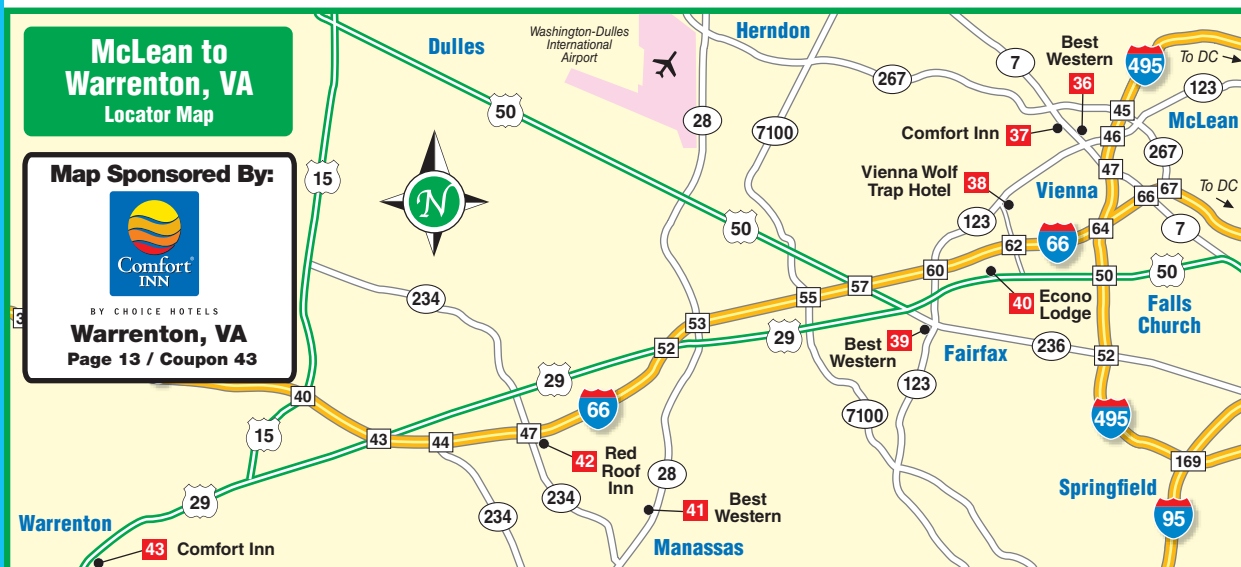 McLean to
Warrenton, VA
Locator Map
Map Sponsored By:
Comfort
INN
BY CHOICE HOTELS
Warrenton, VA
Page 13 / Coupon 43
Dulles
Washington-Dulles
International
Airport
Herndon
Best
Western
36
495
To DC
7
267
123
45
McLean
50
28
7100
Comfort Inn 37
46
267
15
N
Vienna Wolf
Trap Hotel
38
47
Vienna
66
67
To DC
50
123
62
66
64
7
60
50
50
234
57
55
40 Econo
Lodge
Falls
Church
53
29
Best
Western
39
Fairfax
236
52
52
29
123
40
66
7100
495
15
43
44
47
42 Red
Roof
Inn
28
169
Springfield
29
234
234
41 Best
Western
95
Warrenton
43 Comfort Inn
Manassas